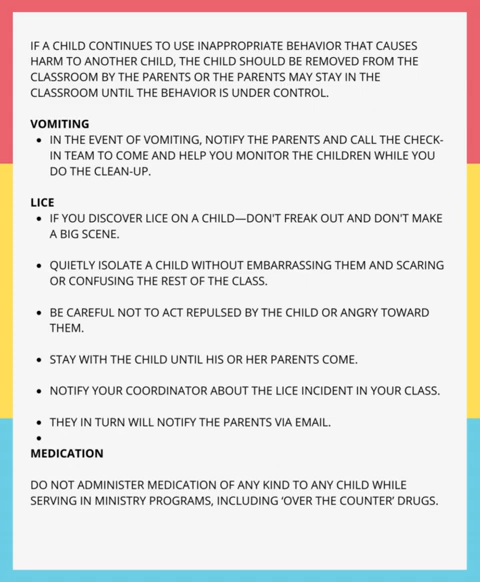 IF A CHILD CONTINUES TO USE INAPPROPRIATE BEHAVIOR THAT CAUSES
HARM TO ANOTHER CHILD, THE CHILD SHOULD BE REMOVED FROM THE
CLASSROOM BY THE PARENTS OR THE PARENTS MAY STAY IN THE
CLASSROOM UNTIL THE BEHAVIOR IS UNDER CONTROL.
VOMITING
• IN THE EVENT OF VOMITING, NOTIFY THE PARENTS AND CALL THE CHECK-
IN TEAM TO COME AND HELP YOU MONITOR THE CHILDREN WHILE YOU
DO THE CLEAN-UP.
LICE
• IF YOU DISCOVER LICE ON A CHILD—DON'T FREAK OUT AND DON'T MAKE
A BIG SCENE.
• QUIETLY ISOLATE A CHILD WITHOUT EMBARRASSING THEM AND SCARING
OR CONFUSING THE REST OF THE CLASS.
• BE CAREFUL NOT TO ACT REPULSED BY THE CHILD OR ANGRY TOWARD
THEM.
• STAY WITH THE CHILD UNTIL HIS OR HER PARENTS COME.
• NOTIFY YOUR COORDINATOR ABOUT THE LICE INCIDENT IN YOUR CLASS.
• THEY IN TURN WILL NOTIFY THE PARENTS VIA EMAIL.
•
MEDICATION
DO NOT ADMINISTER MEDICATION OF ANY KIND TO ANY CHILD WHILE
SERVING IN MINISTRY PROGRAMS, INCLUDING ‘OVER THE COUNTER’ DRUGS.